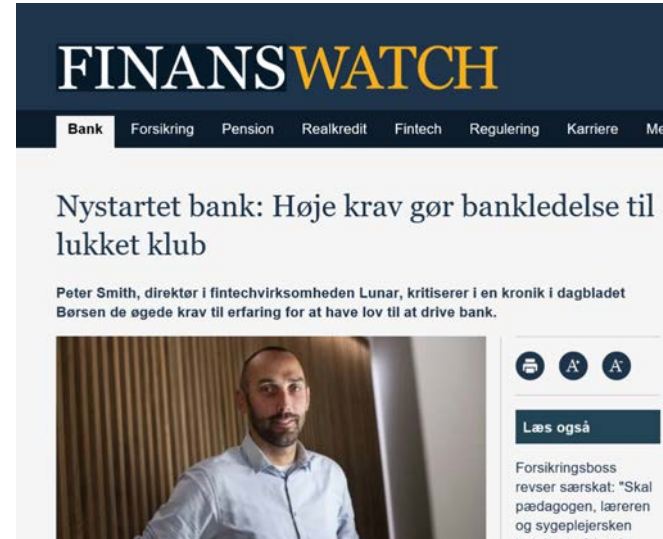 FINANSWATCH
Bank Forsikring Pension Realkredit Fintech Regulering Karriere Me
Nystartet bank: Høje krav gør bankledelse til
lukket klub
Peter Smith, direktør i fintechvirksomheden Lunar, kritiserer i en kronik i dagbladet
Børsen de øgede krav til erfaring for at have lov til at drive bank.
A+ A-
Læs også
Forsikringsboss
revser særskat: "Skal
pædagogen, læreren
og sygeplejersken